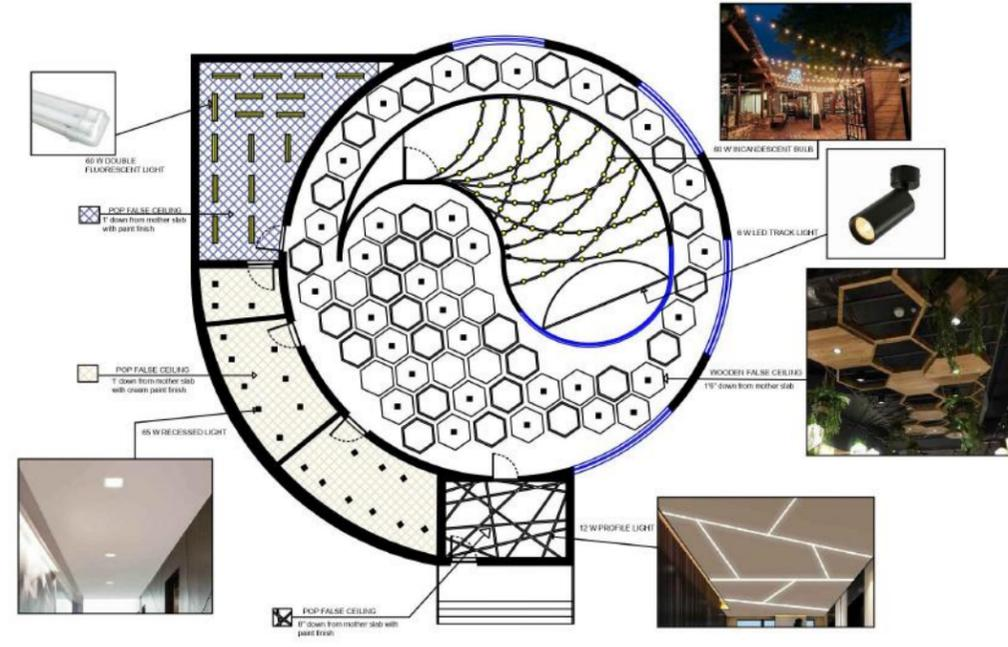 60 W DOUBLE
FLUORESCENT LIGHT
POP FALSE CEILING
1' down from mother slab
with paint finish
POP FALSE CEILING
1' down from mother slab
with cream paint finish
65 W RECESSED LIGHT
POP FALSE CEILING
6" down from mother slab with
paint finish
60 W INCANDESCENT BULB
6 W LED TRACK LIGHT
WOODEN FALSE CEILING
1'6" down from mother slab
12 W PROFILE LIGHT